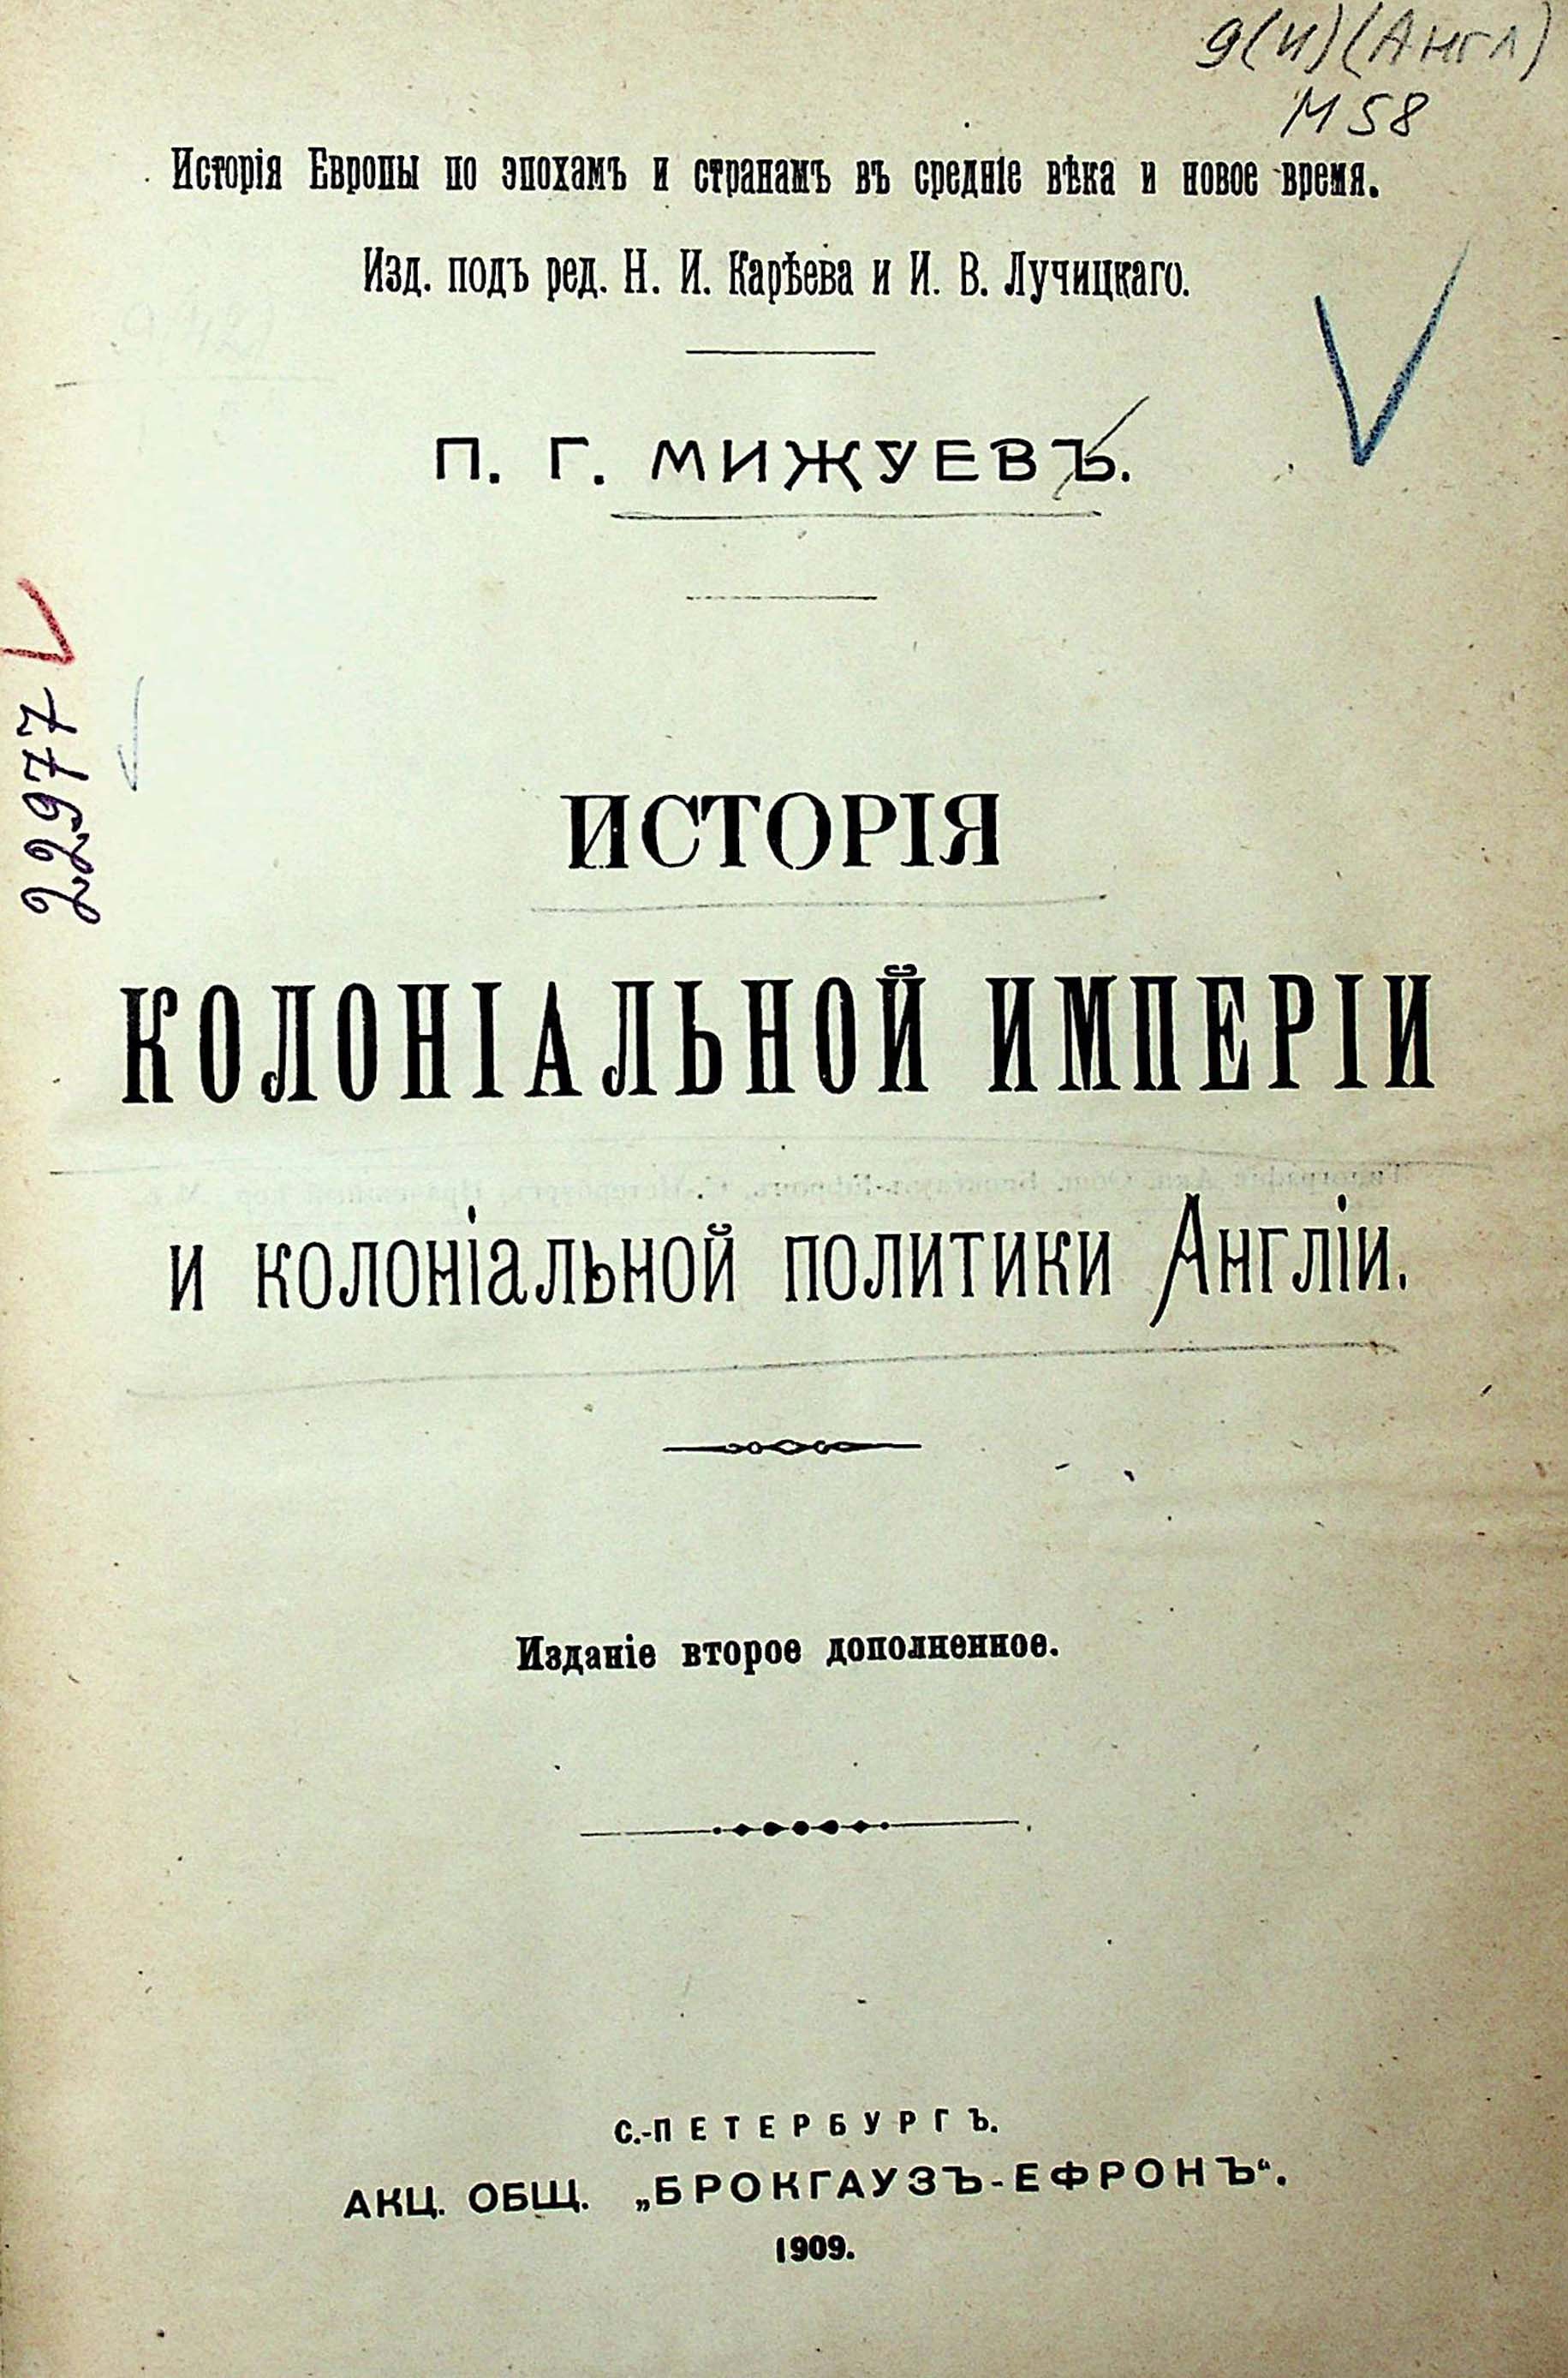 9(И)(Англ)
М 58
Исторія Европы по эпохамъ и странамъ въ средніе вѣка и новое время.
Изд. подъ ред. Н. И. Карѣева и И. В. Лучицкаго.
П. Г. МИЖУЕВЪ.
22977
ИСТОРІЯ
КОЛОНІАЛЬНОЙ ИМПЕРІИ
и колоніальной политики Англіи.
Изданіе второе дополненное.
С.-ПЕТЕРБУРГЪ.
АКЦ. ОБЩ. „БРОКГАУЗЪ-ЕФРОНЪ“.
1909.